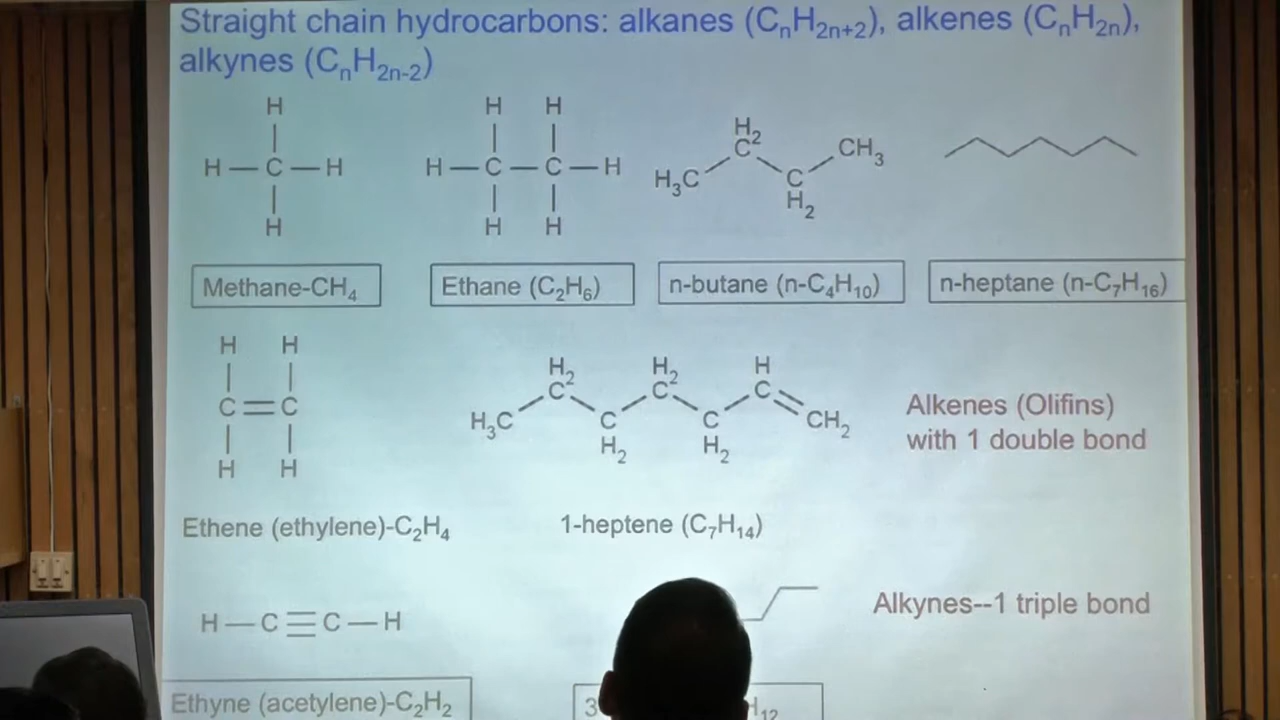 Straight chain hydrocarbons: alkanes (CₙH₂ₙ₊₂), alkenes (CₙH₂ₙ),
alkynes (CₙH₂ₙ₋₂)
H
H—C—H
H
H H
H—C—C—H
H H
H₂
C CH₃
H₃C C
H₂
Methane-CH₄
Ethane (C₂H₆)
n-butane (n-C₄H₁₀)
n-heptane (n-C₇H₁₆)
H H
C=C
H H
H₂ H₂ H
C C C
H₃C C C CH₂
H₂ H₂
Alkenes (Olifins)
with 1 double bond
Ethene (ethylene)-C₂H₄
1-heptene (C₇H₁₄)
H—C≡C—H
Alkynes--1 triple bond
Ethyne (acetylene)-C₂H₂
3 H₁₂